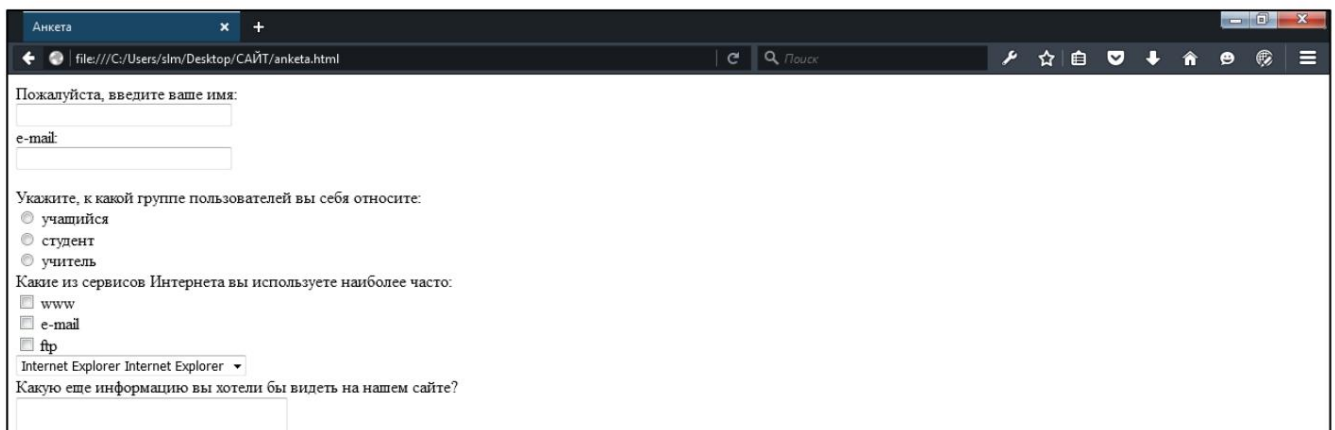 Анкета
file:///C:/Users/slm/Desktop/САЙТ/anketa.html
Поиск
Пожалуйста, введите ваше имя:
e-mail:
Укажите, к какой группе пользователей вы себя относите:
учащийся
студент
учитель
Какие из сервисов Интернета вы используете наиболее часто:
www
e-mail
ftp
Internet Explorer Internet Explorer
Какую еще информацию вы хотели бы видеть на нашем сайте?